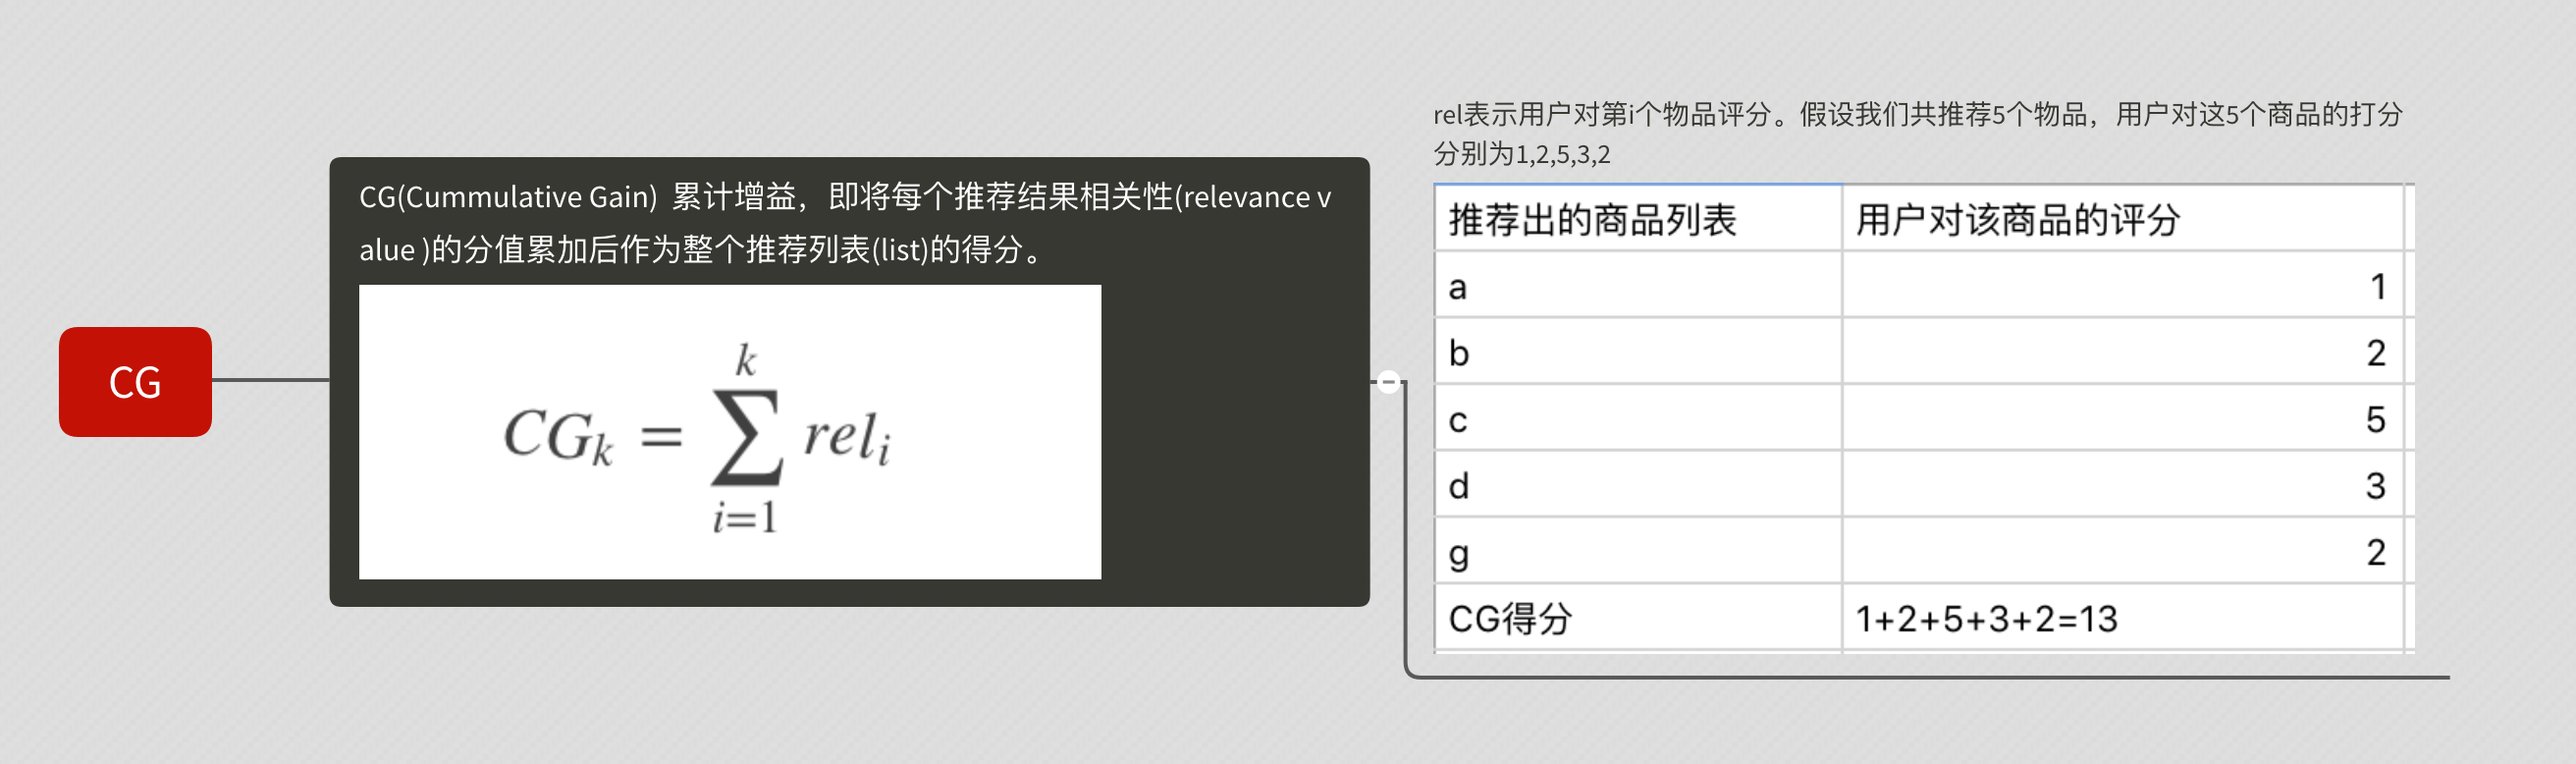 CG
CG(Cummulative Gain) 累计增益，即将每个推荐结果相关性(relevance v
alue )的分值累加后作为整个推荐列表(list)的得分。
CG_k = \sum_{i=1}^{k} rel_i
rel表示用户对第i个物品评分。假设我们共推荐5个物品，用户对这5个商品的打分
分别为1,2,5,3,2
推荐出的商品列表 用户对该商品的评分
a 1
b 2
c 5
d 3
g 2
CG得分 1+2+5+3+2=13